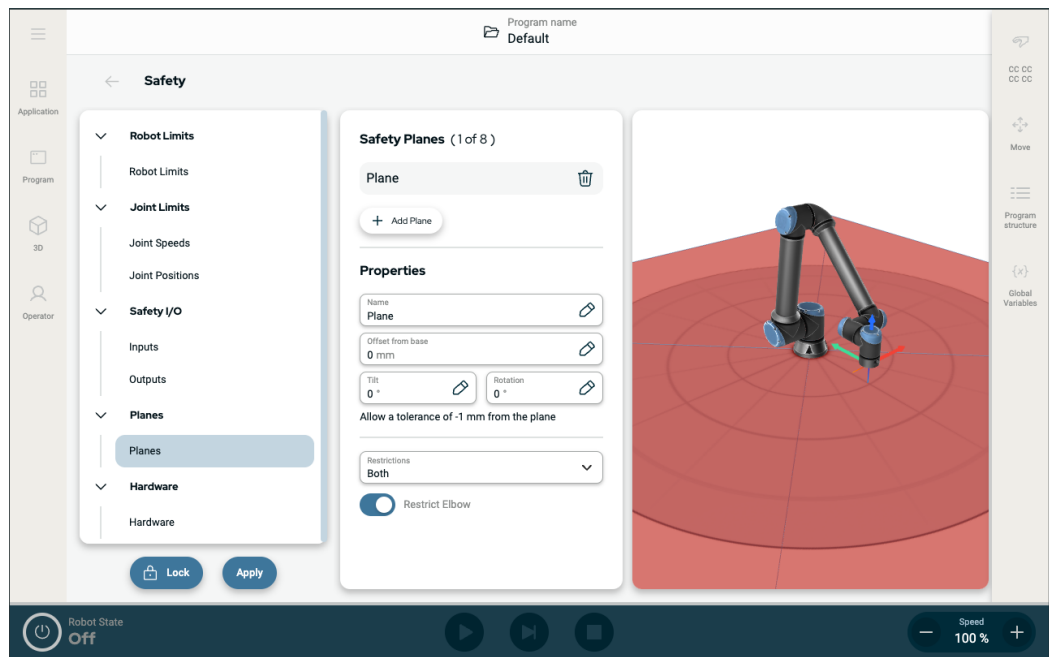 Program name
Default
Safety
Application
Program
3D
Operator
Robot Limits
Robot Limits
Joint Limits
Joint Speeds
Joint Positions
Safety I/O
Inputs
Outputs
Planes
Planes
Hardware
Hardware
Lock
Apply
Safety Planes (1 of 8)
Plane
+ Add Plane
Properties
Name
Plane
Offset from base
0 mm
Tilt
0 °
Rotation
0 °
Allow a tolerance of -1 mm from the plane
Restrictions
Both
Restrict Elbow
CC CC
CC CC
Move
Program
structure
{x}
Global
Variables
Robot State
Off
Speed
100 %